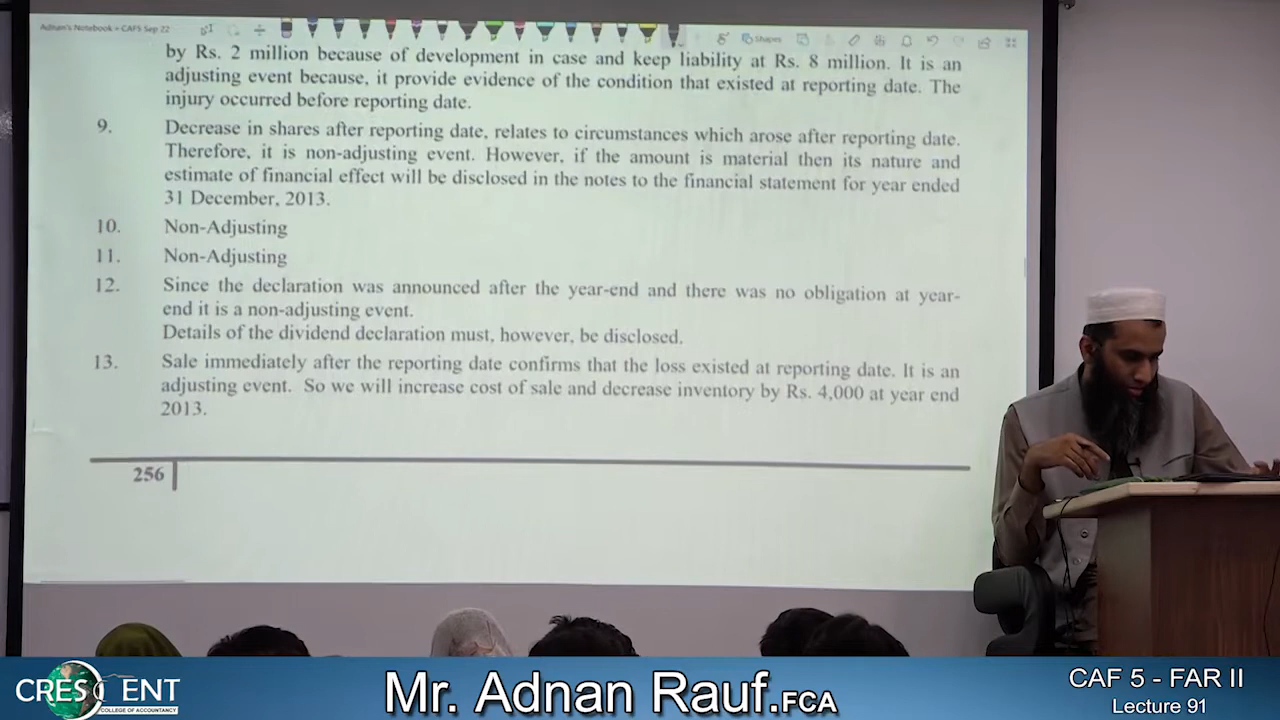 Adnan's Notebook » CAF5 Sep 22
Shapes
by Rs. 2 million because of development in case and keep liability at Rs. 8 million. It is an
adjusting event because, it provide evidence of the condition that existed at reporting date. The
injury occurred before reporting date.
9. Decrease in shares after reporting date, relates to circumstances which arose after reporting date.
Therefore, it is non-adjusting event. However, if the amount is material then its nature and
estimate of financial effect will be disclosed in the notes to the financial statement for year ended
31 December, 2013.
10. Non-Adjusting
11. Non-Adjusting
12. Since the declaration was announced after the year-end and there was no obligation at year-
end it is a non-adjusting event.
Details of the dividend declaration must, however, be disclosed.
13. Sale immediately after the reporting date confirms that the loss existed at reporting date. It is an
adjusting event. So we will increase cost of sale and decrease inventory by Rs. 4,000 at year end
2013.
256
CRESCENT
COLLEGE OF ACCOUNTANCY
Mr. Adnan Rauf.FCA
CAF 5 - FAR II
Lecture 91